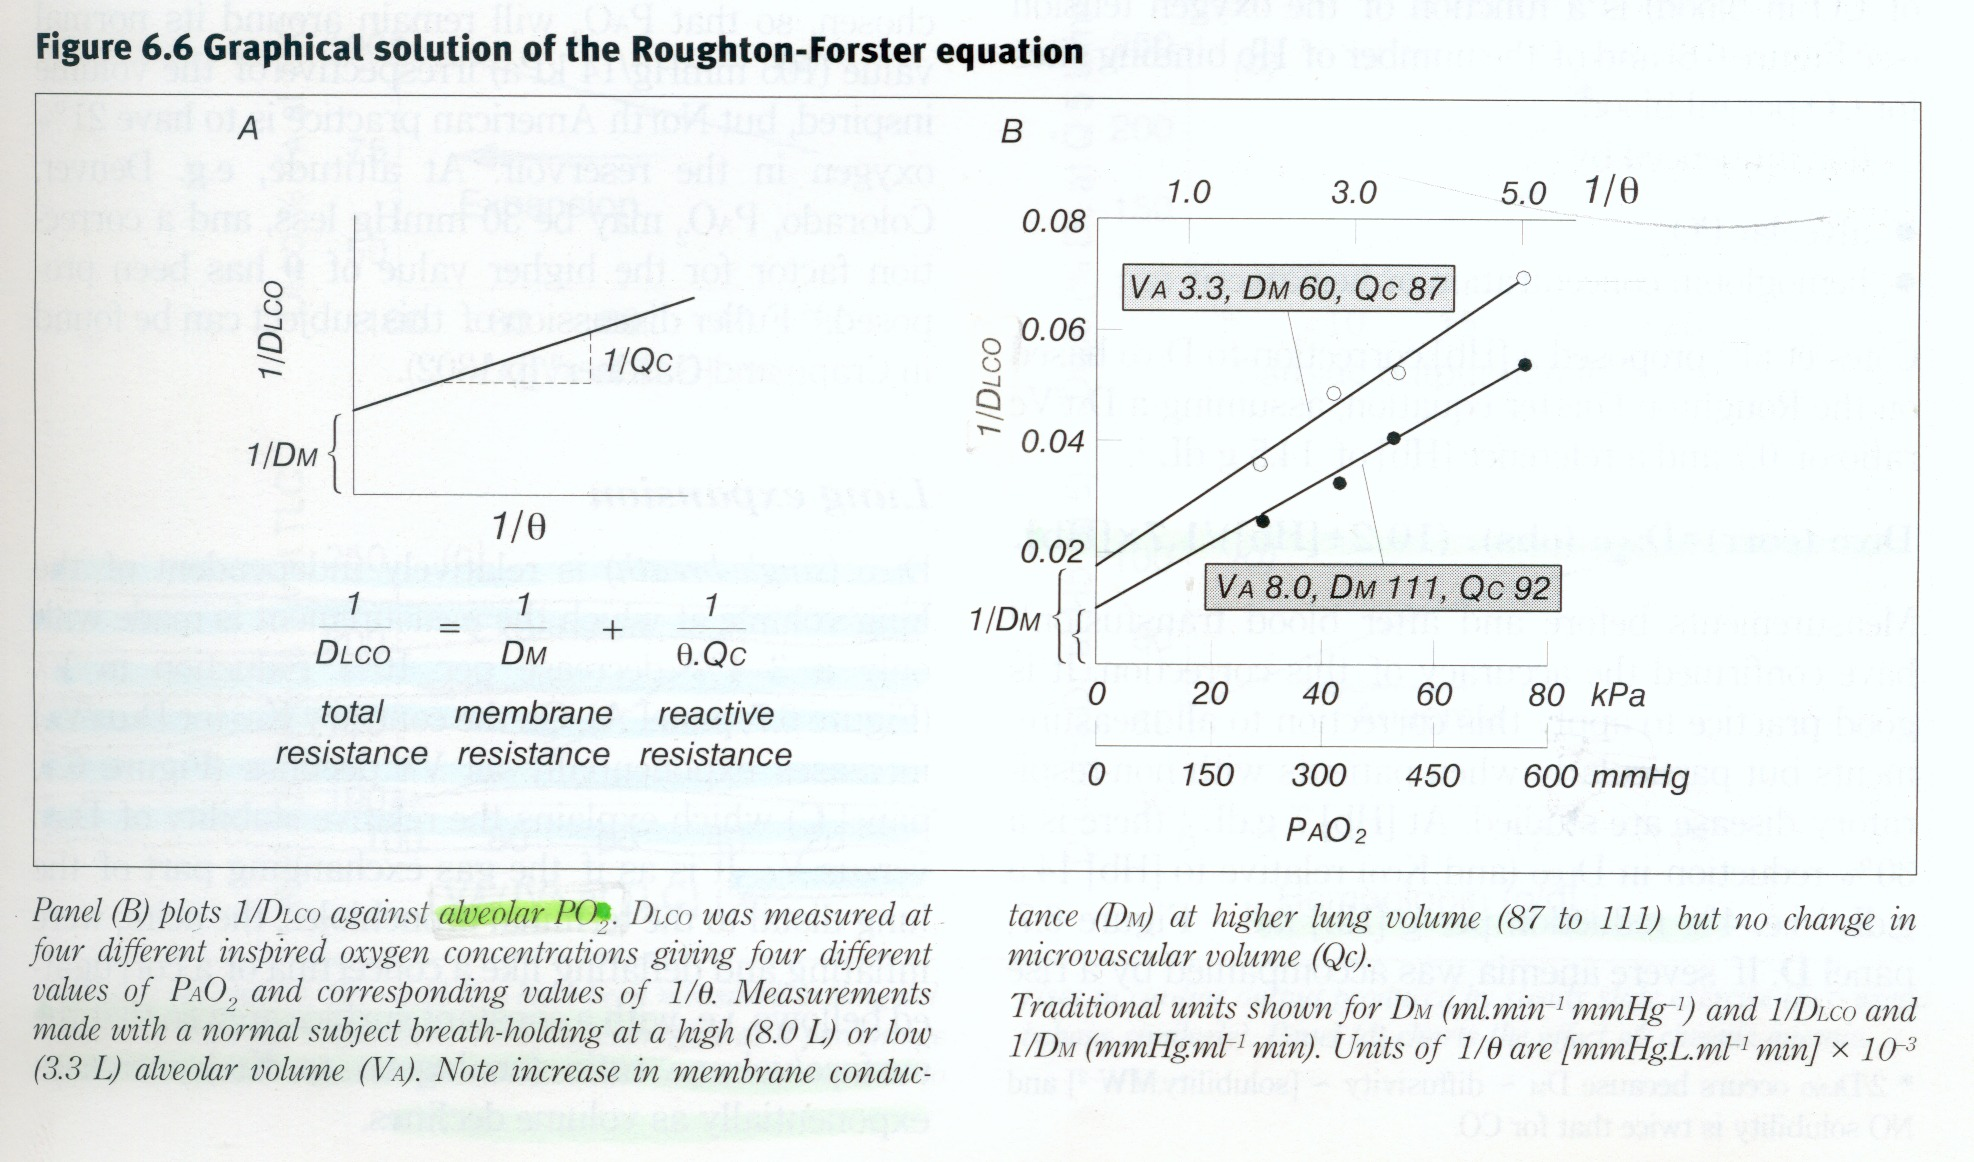 Figure 6.6 Graphical solution of the Roughton-Forster equation
A
1/DLCO
1/QC
1/DM
1/θ
1 1 1
= +
DLCO DM θ.QC
total membrane reactive
resistance resistance resistance
B
1.0 3.0 5.0 1/θ
0.08
VA 3.3, DM 60, QC 87
0.06
1/DLCO
0.04
0.02
VA 8.0, DM 111, QC 92
1/DM
0 20 40 60 80 kPa
0 150 300 450 600 mmHg
PAO2
Panel (B) plots 1/DLCO against alveolar PO2. DLCO was measured at
four different inspired oxygen concentrations giving four different
values of PAO2 and corresponding values of 1/θ. Measurements
made with a normal subject breath-holding at a high (8.0 L) or low
(3.3 L) alveolar volume (VA). Note increase in membrane conduc-
tance (DM) at higher lung volume (87 to 111) but no change in
microvascular volume (Qc).
Traditional units shown for DM (ml.min⁻¹ mmHg⁻¹) and 1/DLCO and
1/DM (mmHg.ml⁻¹ min). Units of 1/θ are [mmHg.L.ml⁻¹ min] × 10⁻³